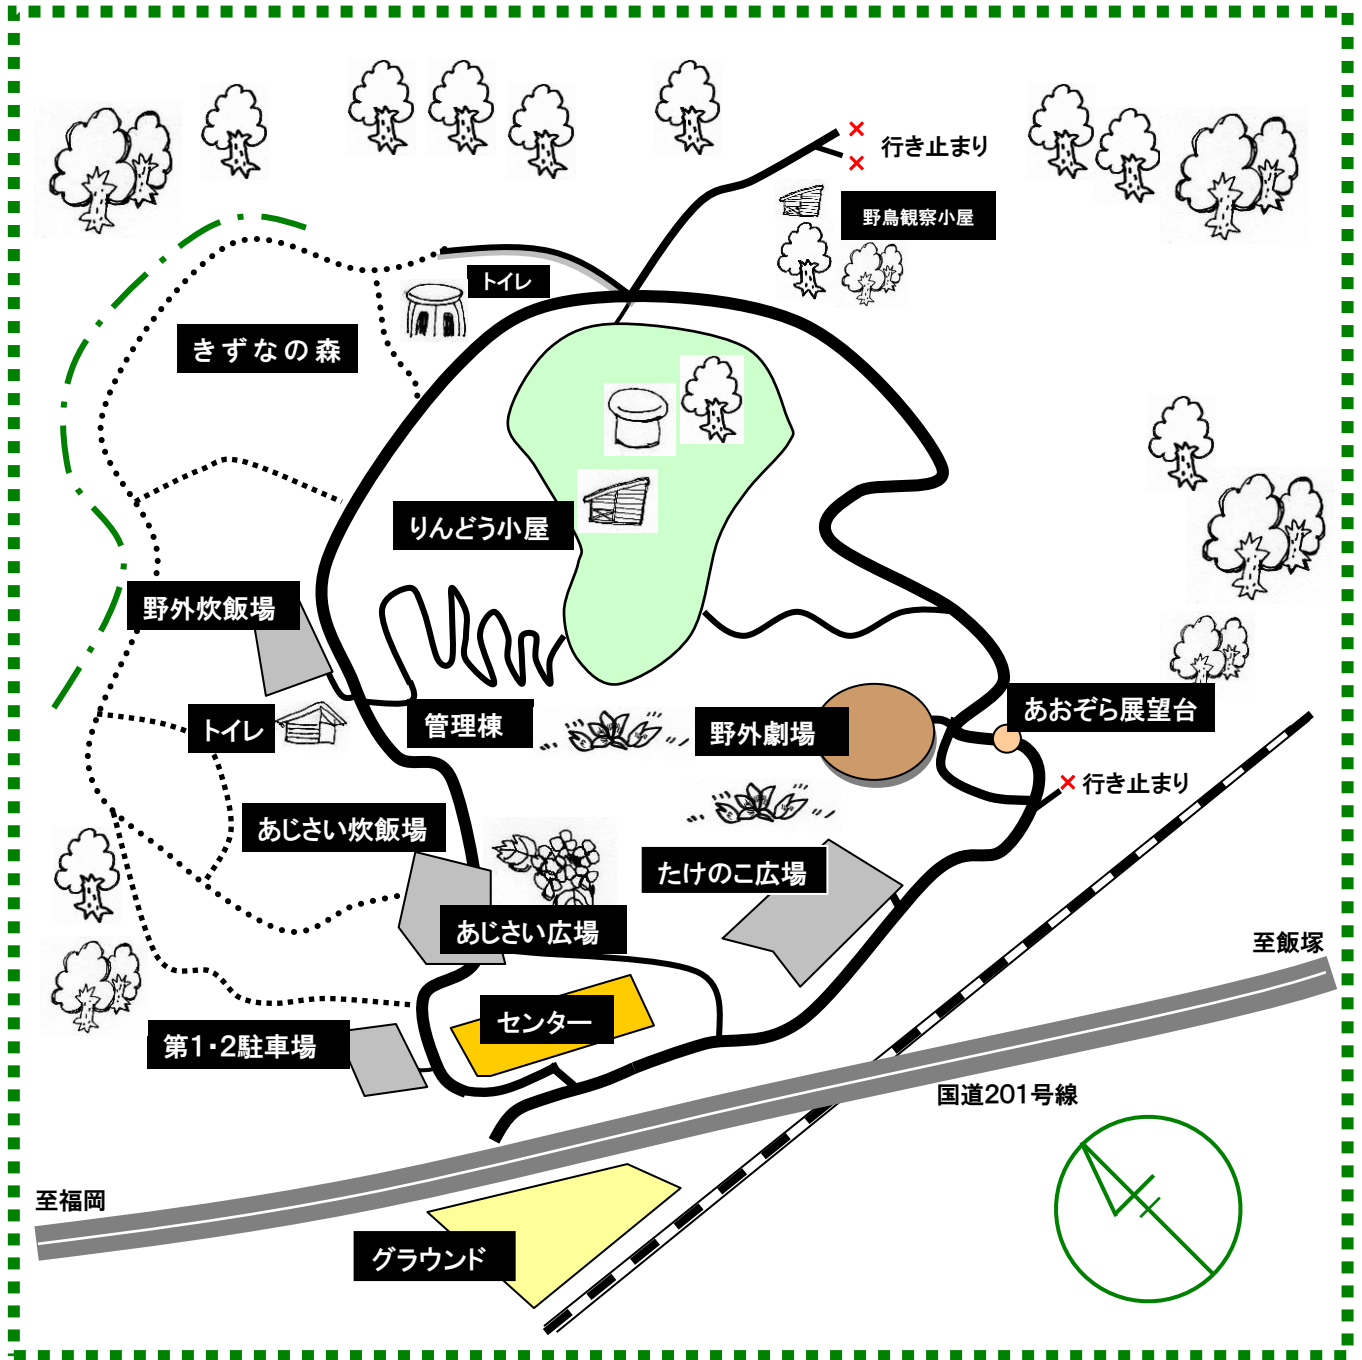 行き止まり
野鳥観察小屋
トイレ
きずなの森
りんどう小屋
野外炊飯場
あおぞら展望台
トイレ
管理棟
野外劇場
行き止まり
あじさい炊飯場
たけのこ広場
あじさい広場
至飯塚
センター
第1・2駐車場
国道201号線
至福岡
グラウンド